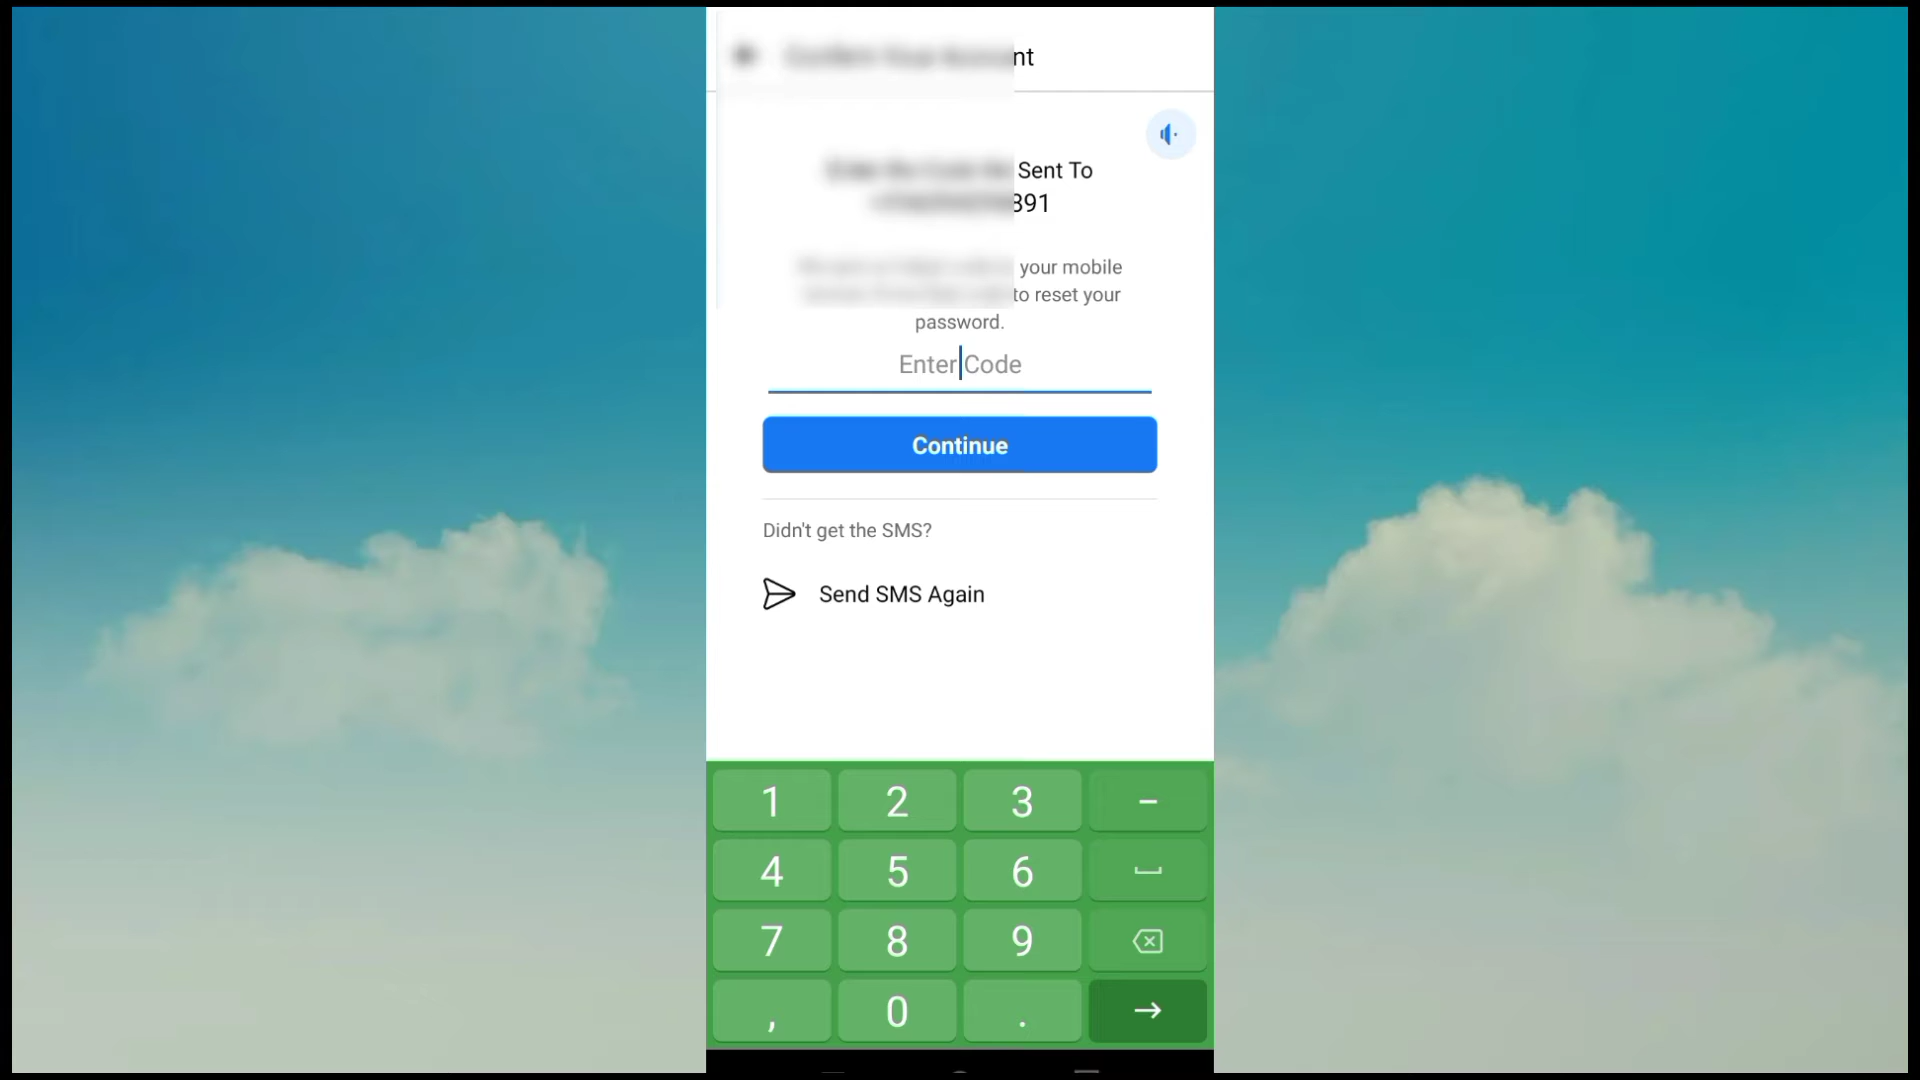 nt
Sent To
891
your mobile
to reset your
password.
Enter Code
Continue
Didn't get the SMS?
Send SMS Again
1 2 3 -
4 5 6
7 8 9
, 0 .